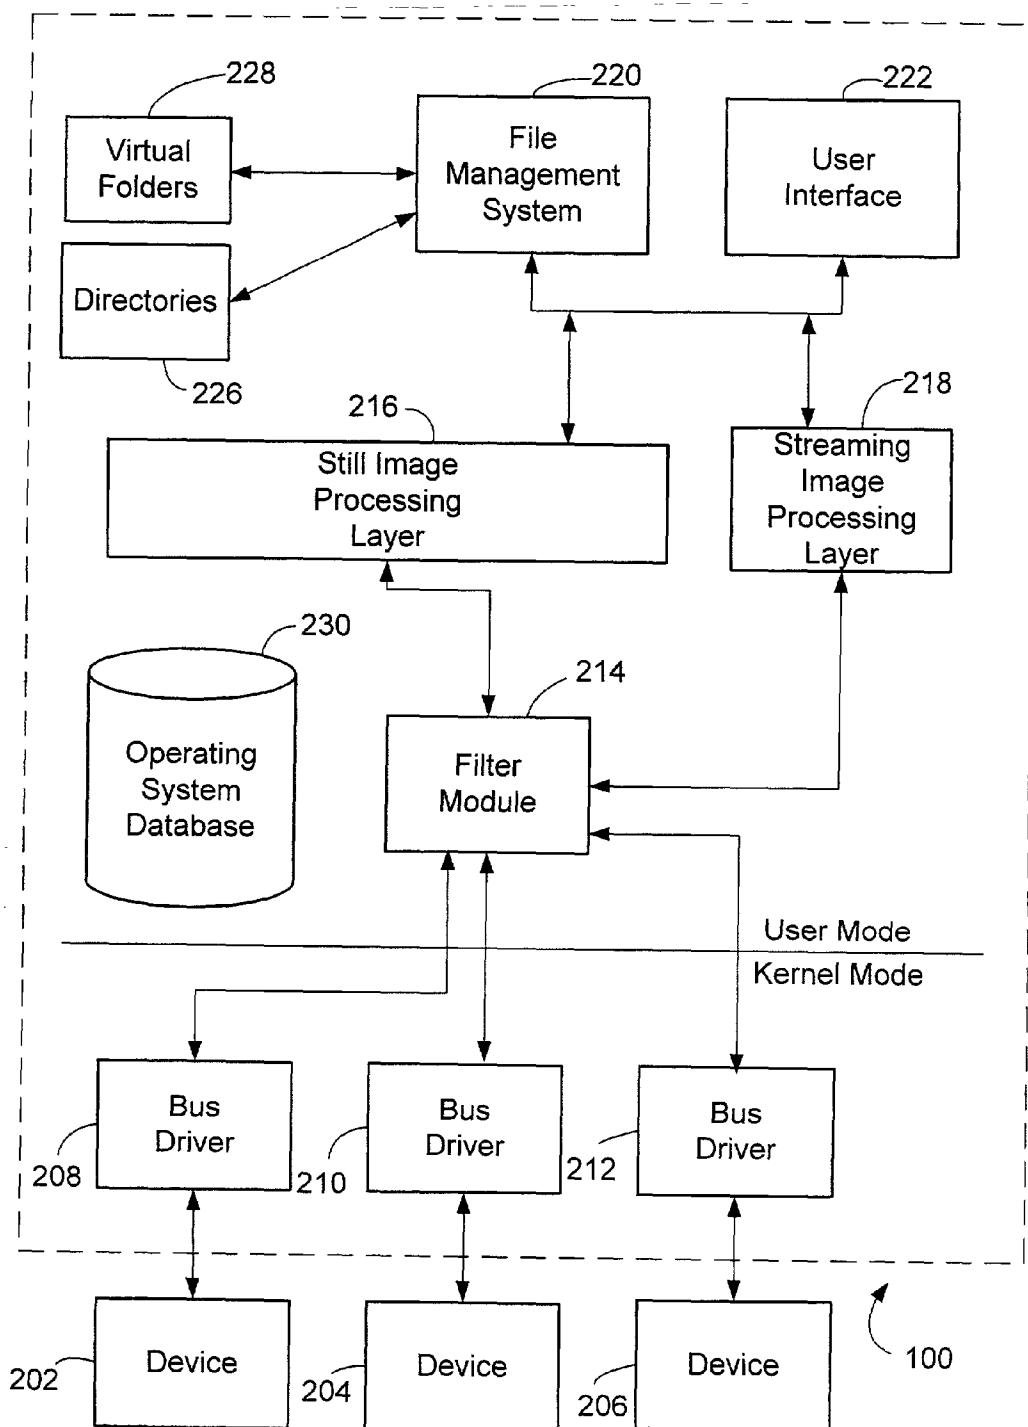 228
220
222
Virtual
Folders
File
Management
System
User
Interface
Directories
226
216
218
Still Image
Processing
Layer
Streaming
Image
Processing
Layer
230
214
Operating
System
Database
Filter
Module
User Mode
Kernel Mode
Bus
Driver
Bus
Driver
Bus
Driver
208
210
212
Device
Device
Device
202
204
206
100